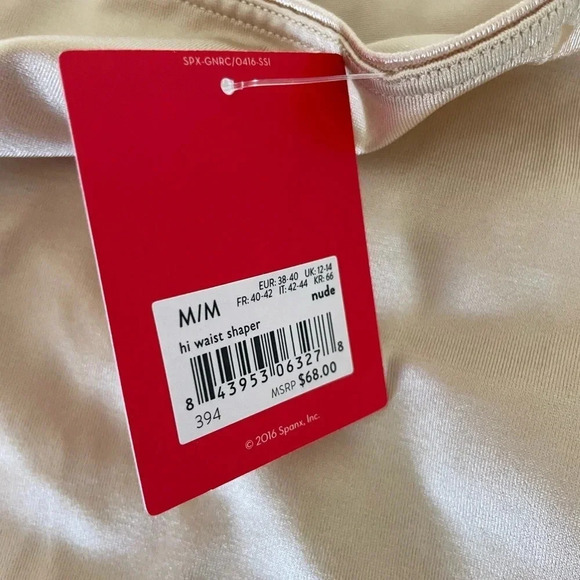 SPX-GNRC/0416-SSI
M/M
EUR: 38-40 UK: 12-14
FR: 40-42 IT: 42-44 KR: 66
hi waist shaper
nude
8 43953 06327 8
394
MSRP $68.00
© 2016 Spanx, Inc.